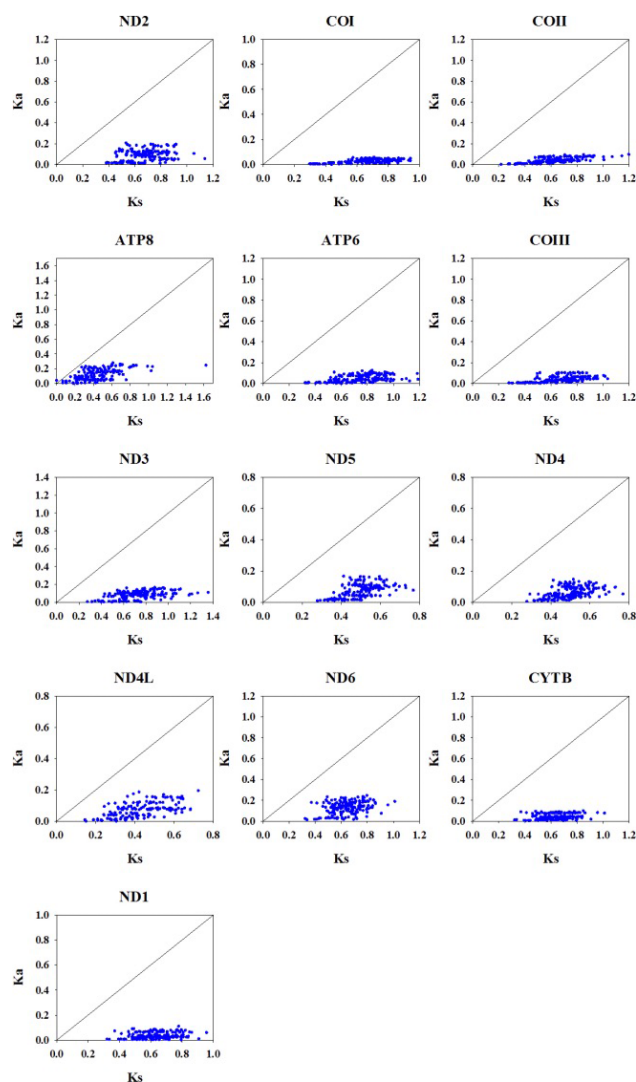 ND2 COI COII
1.2 1.0 1.2
1.0 0.8 1.0
0.8 0.6 0.8
0.6 0.4 0.6
0.4 0.2 0.4
0.2 0.0 0.2
0.0 0.0
Ka Ka Ka
0.0 0.2 0.4 0.6 0.8 1.0 1.2 0.0 0.2 0.4 0.6 0.8 1.0 0.0 0.2 0.4 0.6 0.8 1.0 1.2
Ks Ks Ks
ATP8 ATP6 COIII
1.6 1.2 1.2
1.4 1.0 1.0
1.2 0.8 0.8
1.0 0.6 0.6
0.8 0.4 0.4
0.6 0.2 0.2
0.4 0.0 0.0
0.2
0.0
Ka Ka Ka
0.0 0.2 0.4 0.6 0.8 1.0 1.2 1.4 1.6 0.0 0.2 0.4 0.6 0.8 1.0 1.2 0.0 0.2 0.4 0.6 0.8 1.0 1.2
Ks Ks Ks
ND3 ND5 ND4
1.4 0.8 0.8
1.2 0.6 0.6
1.0 0.4 0.4
0.8 0.2 0.2
0.6 0.0 0.0
0.4
0.2
0.0
Ka Ka Ka
0.0 0.2 0.4 0.6 0.8 1.0 1.2 1.4 0.0 0.2 0.4 0.6 0.8 0.0 0.2 0.4 0.6 0.8
Ks Ks Ks
ND4L ND6 CYTB
0.8 1.2 1.2
0.6 1.0 1.0
0.4 0.8 0.8
0.2 0.6 0.6
0.0 0.4 0.4
0.2 0.2
0.0 0.0
Ka Ka Ka
0.0 0.2 0.4 0.6 0.8 0.0 0.2 0.4 0.6 0.8 1.0 1.2 0.0 0.2 0.4 0.6 0.8 1.0 1.2
Ks Ks Ks
ND1
1.0
0.8
0.6
0.4
0.2
0.0
Ka
0.0 0.2 0.4 0.6 0.8 1.0
Ks